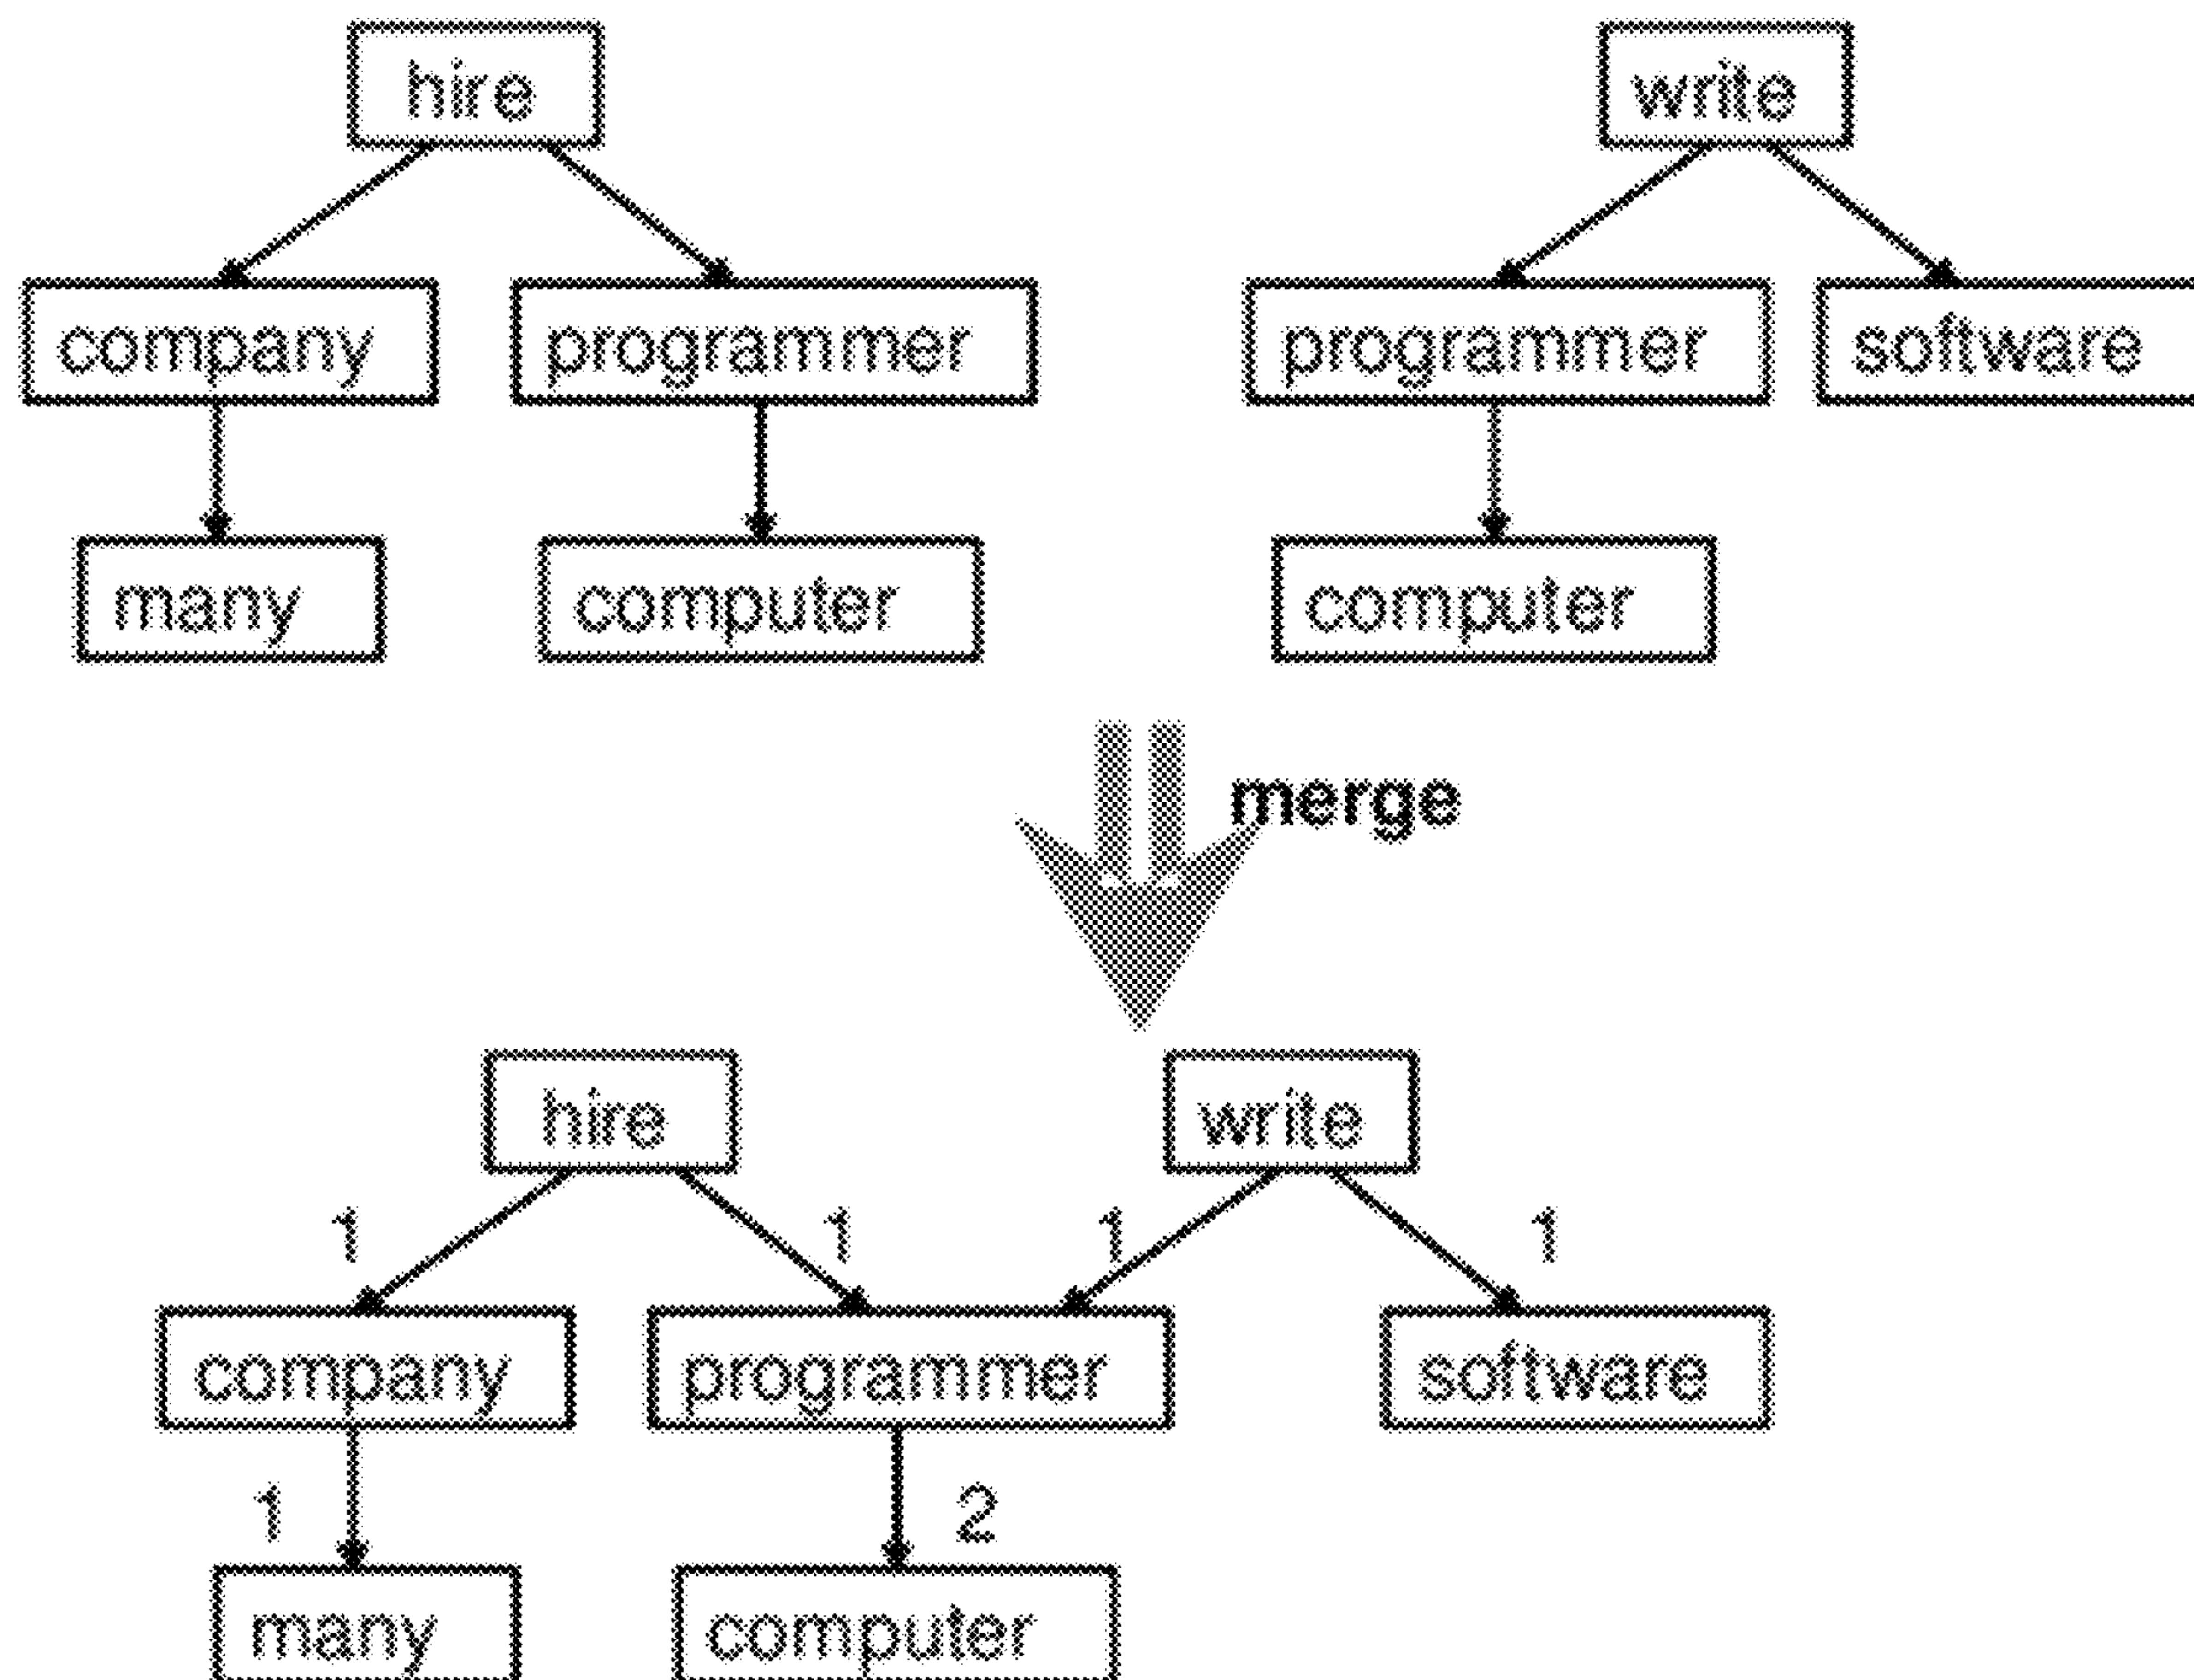 hire write
company programmer programmer software
many computer computer
merge
hire write
1 1 1 1
company programmer software
1 2
many computer